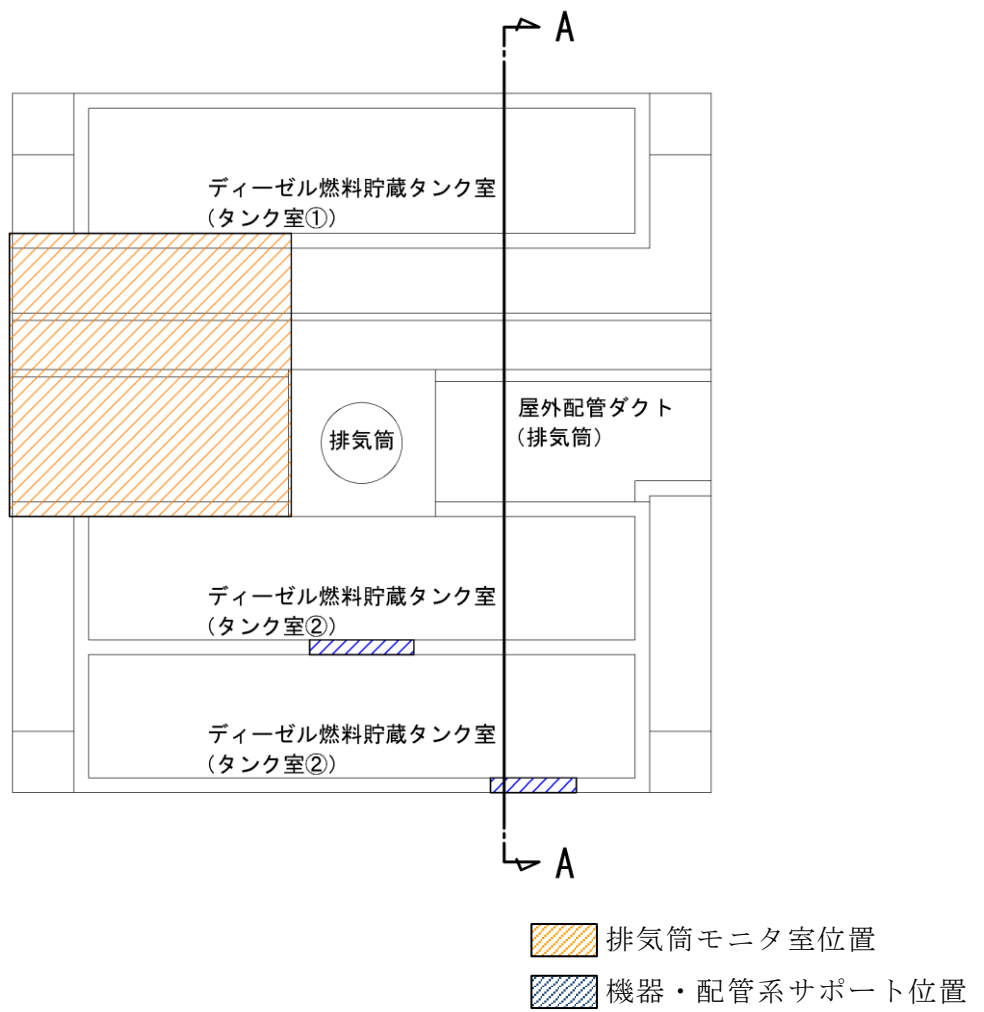 A
ディーゼル燃料貯蔵タンク室
(タンク室①)
屋外配管ダクト
(排気筒)
排気筒
ディーゼル燃料貯蔵タンク室
(タンク室②)
ディーゼル燃料貯蔵タンク室
(タンク室②)
A
排気筒モニタ室位置
機器・配管系サポート位置